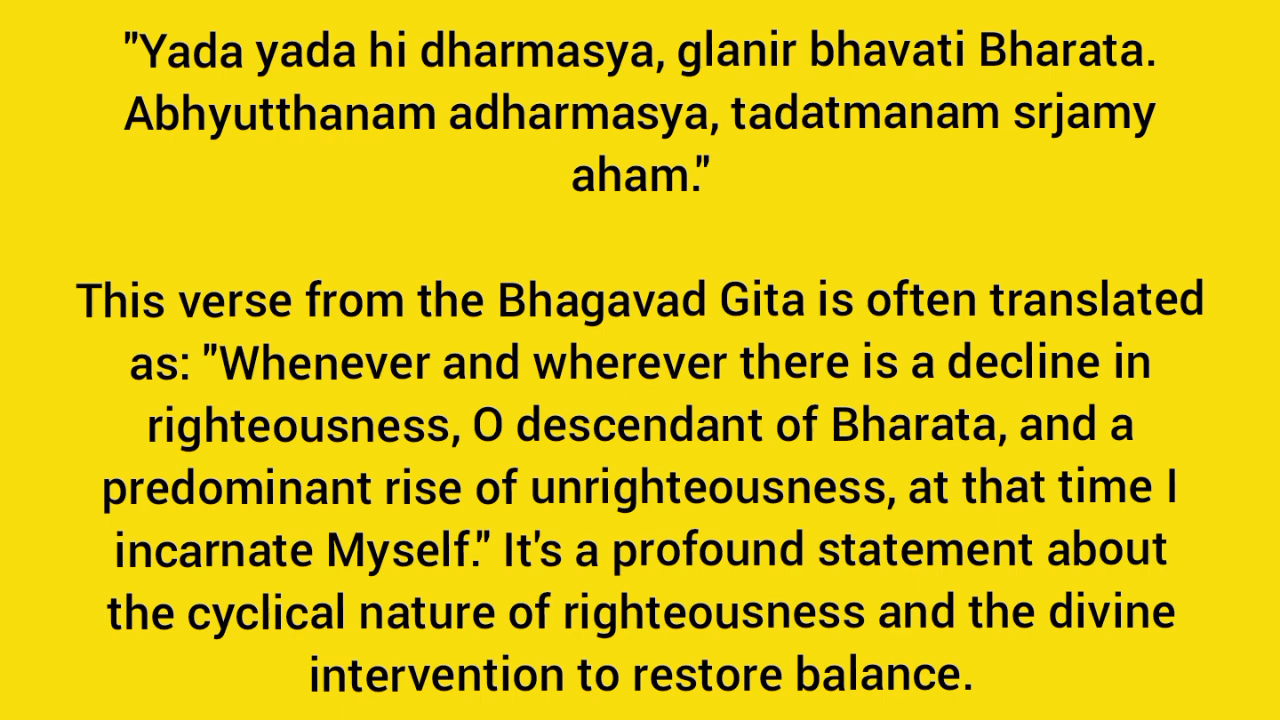 "Yada yada hi dharmasya, glanir bhavati Bharata.
Abhyutthanam adharmasya, tadatmanam srjamy
aham."
This verse from the Bhagavad Gita is often translated
as: "Whenever and wherever there is a decline in
righteousness, O descendant of Bharata, and a
predominant rise of unrighteousness, at that time I
incarnate Myself." It's a profound statement about
the cyclical nature of righteousness and the divine
intervention to restore balance.